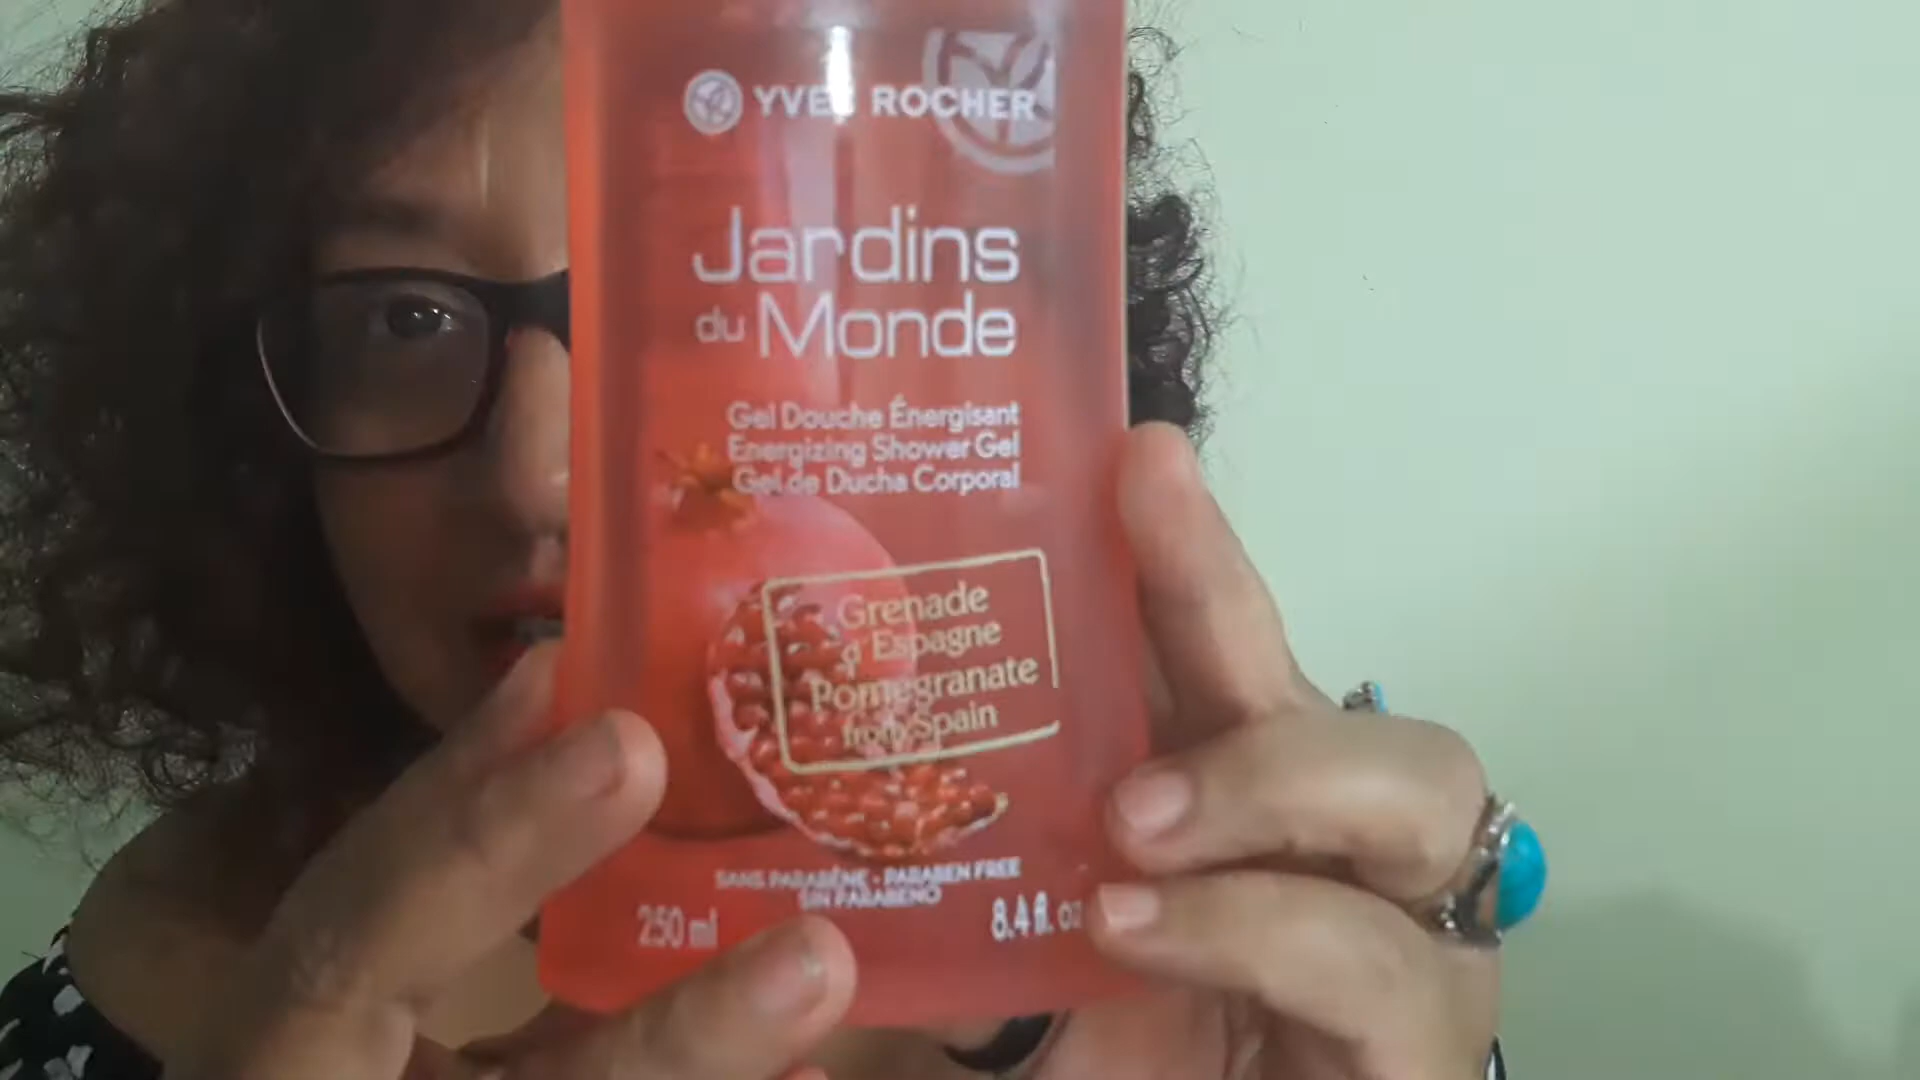 YVES ROCHER
Jardins
du Monde
Gel Douche Énergisant
Energizing Shower Gel
Gel de Ducha Corporal
Grenade
d'Espagne
Pomegranate
from Spain
SANS PARABÈNE - PARABEN FREE
SIN PARABENO
250 ml
8.4 fl. oz